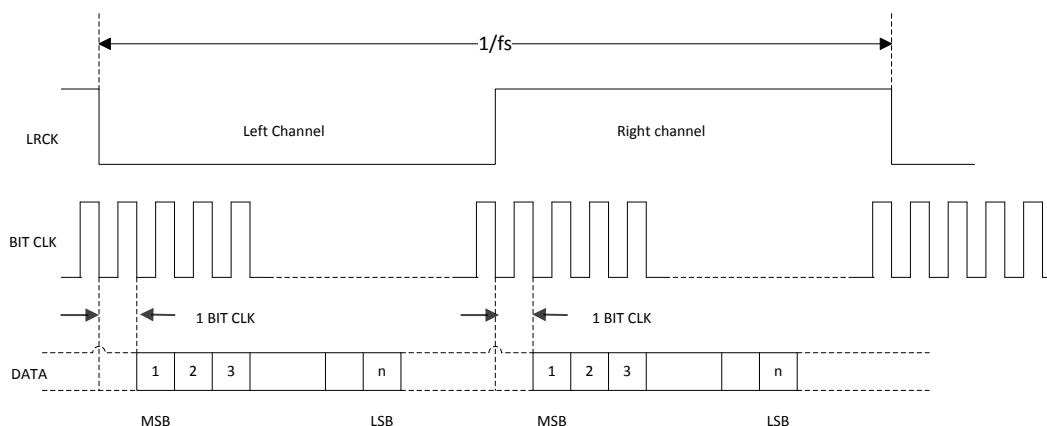 1/fs
LRCK
Left Channel
Right channel
BIT CLK
1 BIT CLK
1 BIT CLK
DATA
1 2 3 n 1 2 3 n
MSB LSB MSB LSB